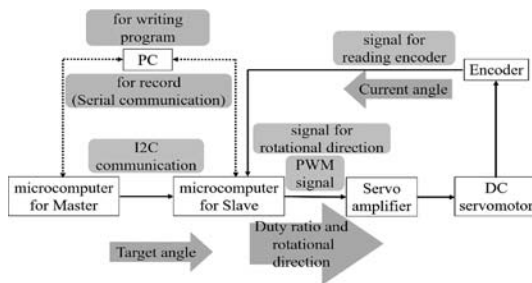 for writing
program
PC
for record
(Serial communication)
signal for
reading encoder
Encoder
Current angle
I2C
communication
signal for
rotational direction
PWM
signal
microcomputer
for Master
microcomputer
for Slave
Servo
amplifier
DC
servomotor
Target angle
Duty ratio and
rotational
direction